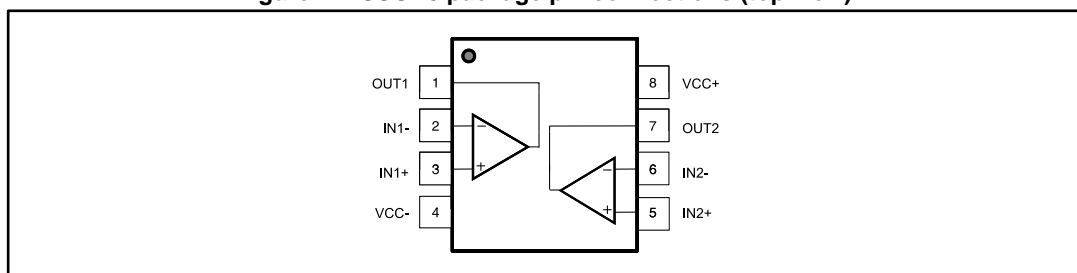 OUT1 1 8 VCC+
IN1- 2 - 7 OUT2
IN1+ 3 + - 6 IN2-
VCC- 4 + 5 IN2+